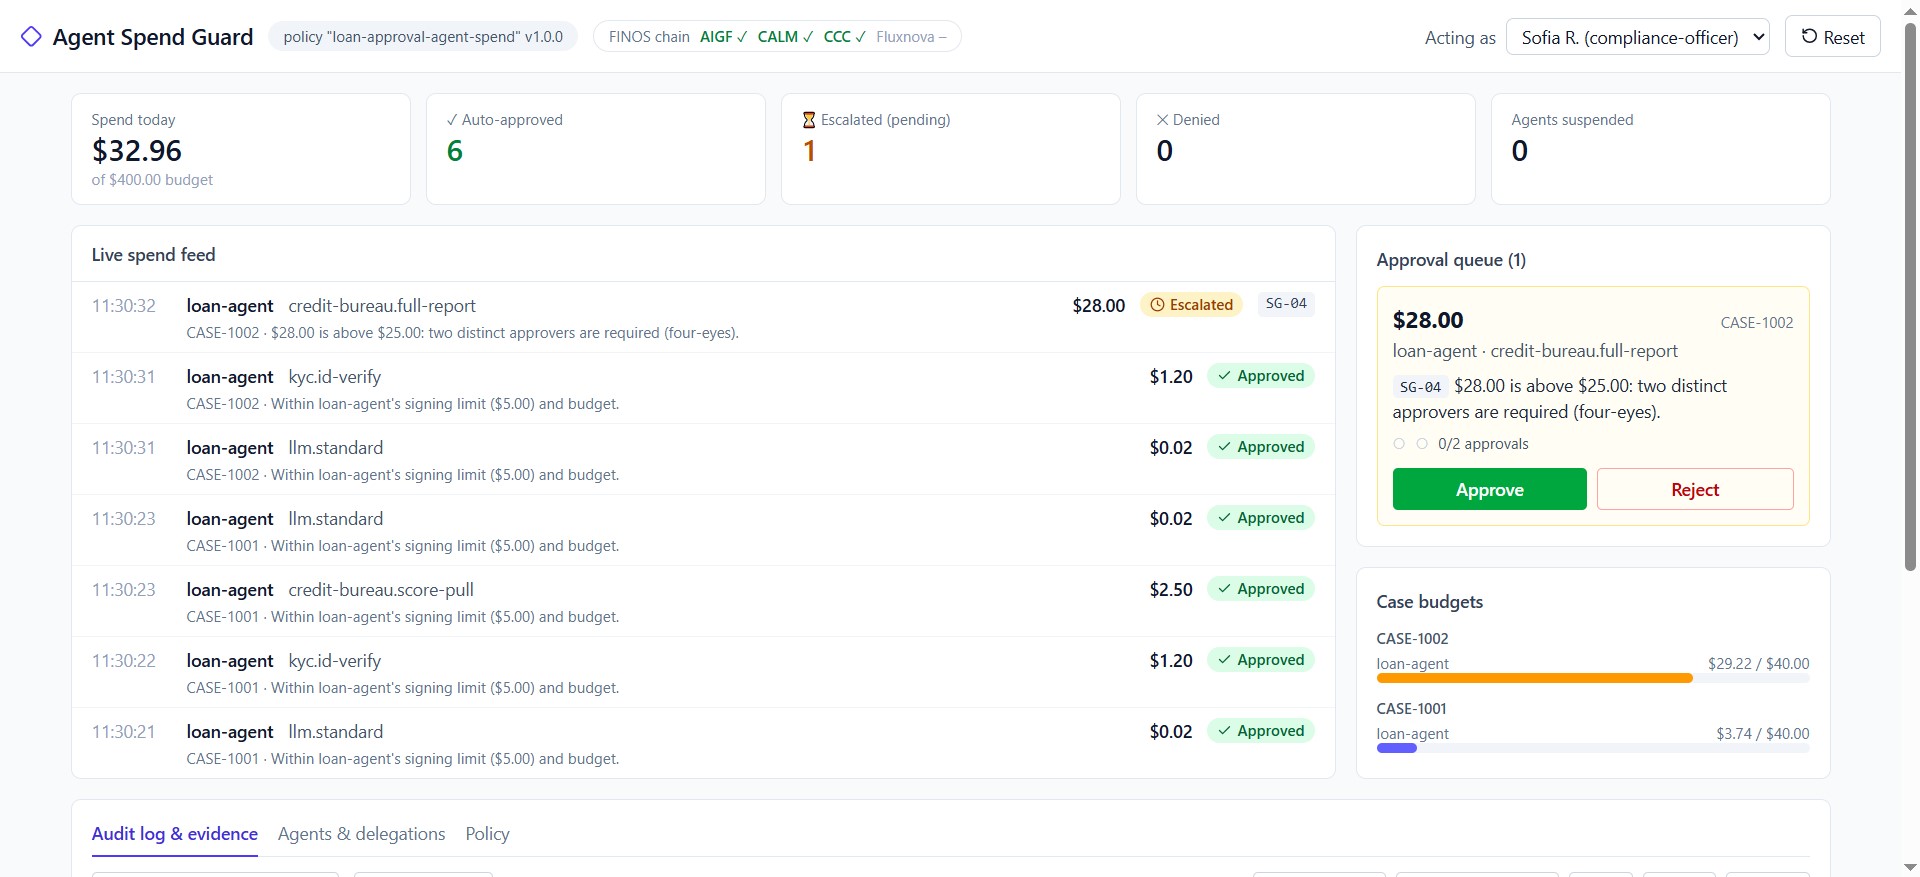 Agent Spend Guard policy "loan-approval-agent-spend" v1.0.0 FINOS chain AIGF ✓ CALM ✓ CCC ✓ Fluxnova – Acting as Sofia R. (compliance-officer) Reset
Spend today
$32.96
of $400.00 budget
✓ Auto-approved
6
⏳ Escalated (pending)
1
✕ Denied
0
Agents suspended
0
Live spend feed
11:30:32 loan-agent credit-bureau.full-report $28.00 Escalated SG-04
CASE-1002 · $28.00 is above $25.00: two distinct approvers are required (four-eyes).
11:30:31 loan-agent kyc.id-verify $1.20 ✓ Approved
CASE-1002 · Within loan-agent's signing limit ($5.00) and budget.
11:30:31 loan-agent llm.standard $0.02 ✓ Approved
CASE-1002 · Within loan-agent's signing limit ($5.00) and budget.
11:30:23 loan-agent llm.standard $0.02 ✓ Approved
CASE-1001 · Within loan-agent's signing limit ($5.00) and budget.
11:30:23 loan-agent credit-bureau.score-pull $2.50 ✓ Approved
CASE-1001 · Within loan-agent's signing limit ($5.00) and budget.
11:30:22 loan-agent kyc.id-verify $1.20 ✓ Approved
CASE-1001 · Within loan-agent's signing limit ($5.00) and budget.
11:30:21 loan-agent llm.standard $0.02 ✓ Approved
CASE-1001 · Within loan-agent's signing limit ($5.00) and budget.
Approval queue (1)
$28.00 CASE-1002
loan-agent · credit-bureau.full-report
SG-04 $28.00 is above $25.00: two distinct
approvers are required (four-eyes).
0/2 approvals
Approve Reject
Case budgets
CASE-1002
loan-agent $29.22 / $40.00
CASE-1001
loan-agent $3.74 / $40.00
Audit log & evidence Agents & delegations Policy